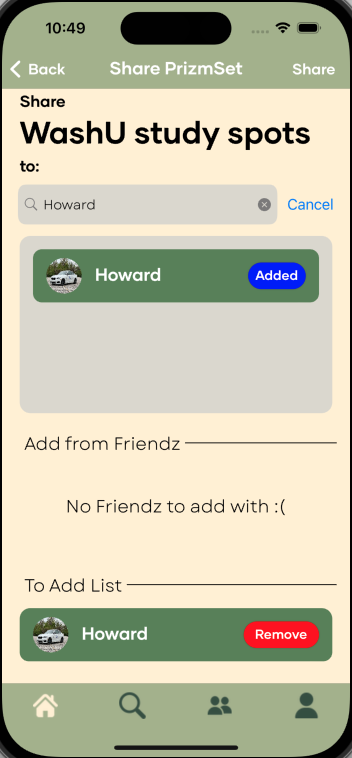 10:49
Back Share PrizmSet Share
Share
WashU study spots
to:
Howard Cancel
Howard Added
Add from Friendz
No Friendz to add with :(
To Add List
Howard Remove